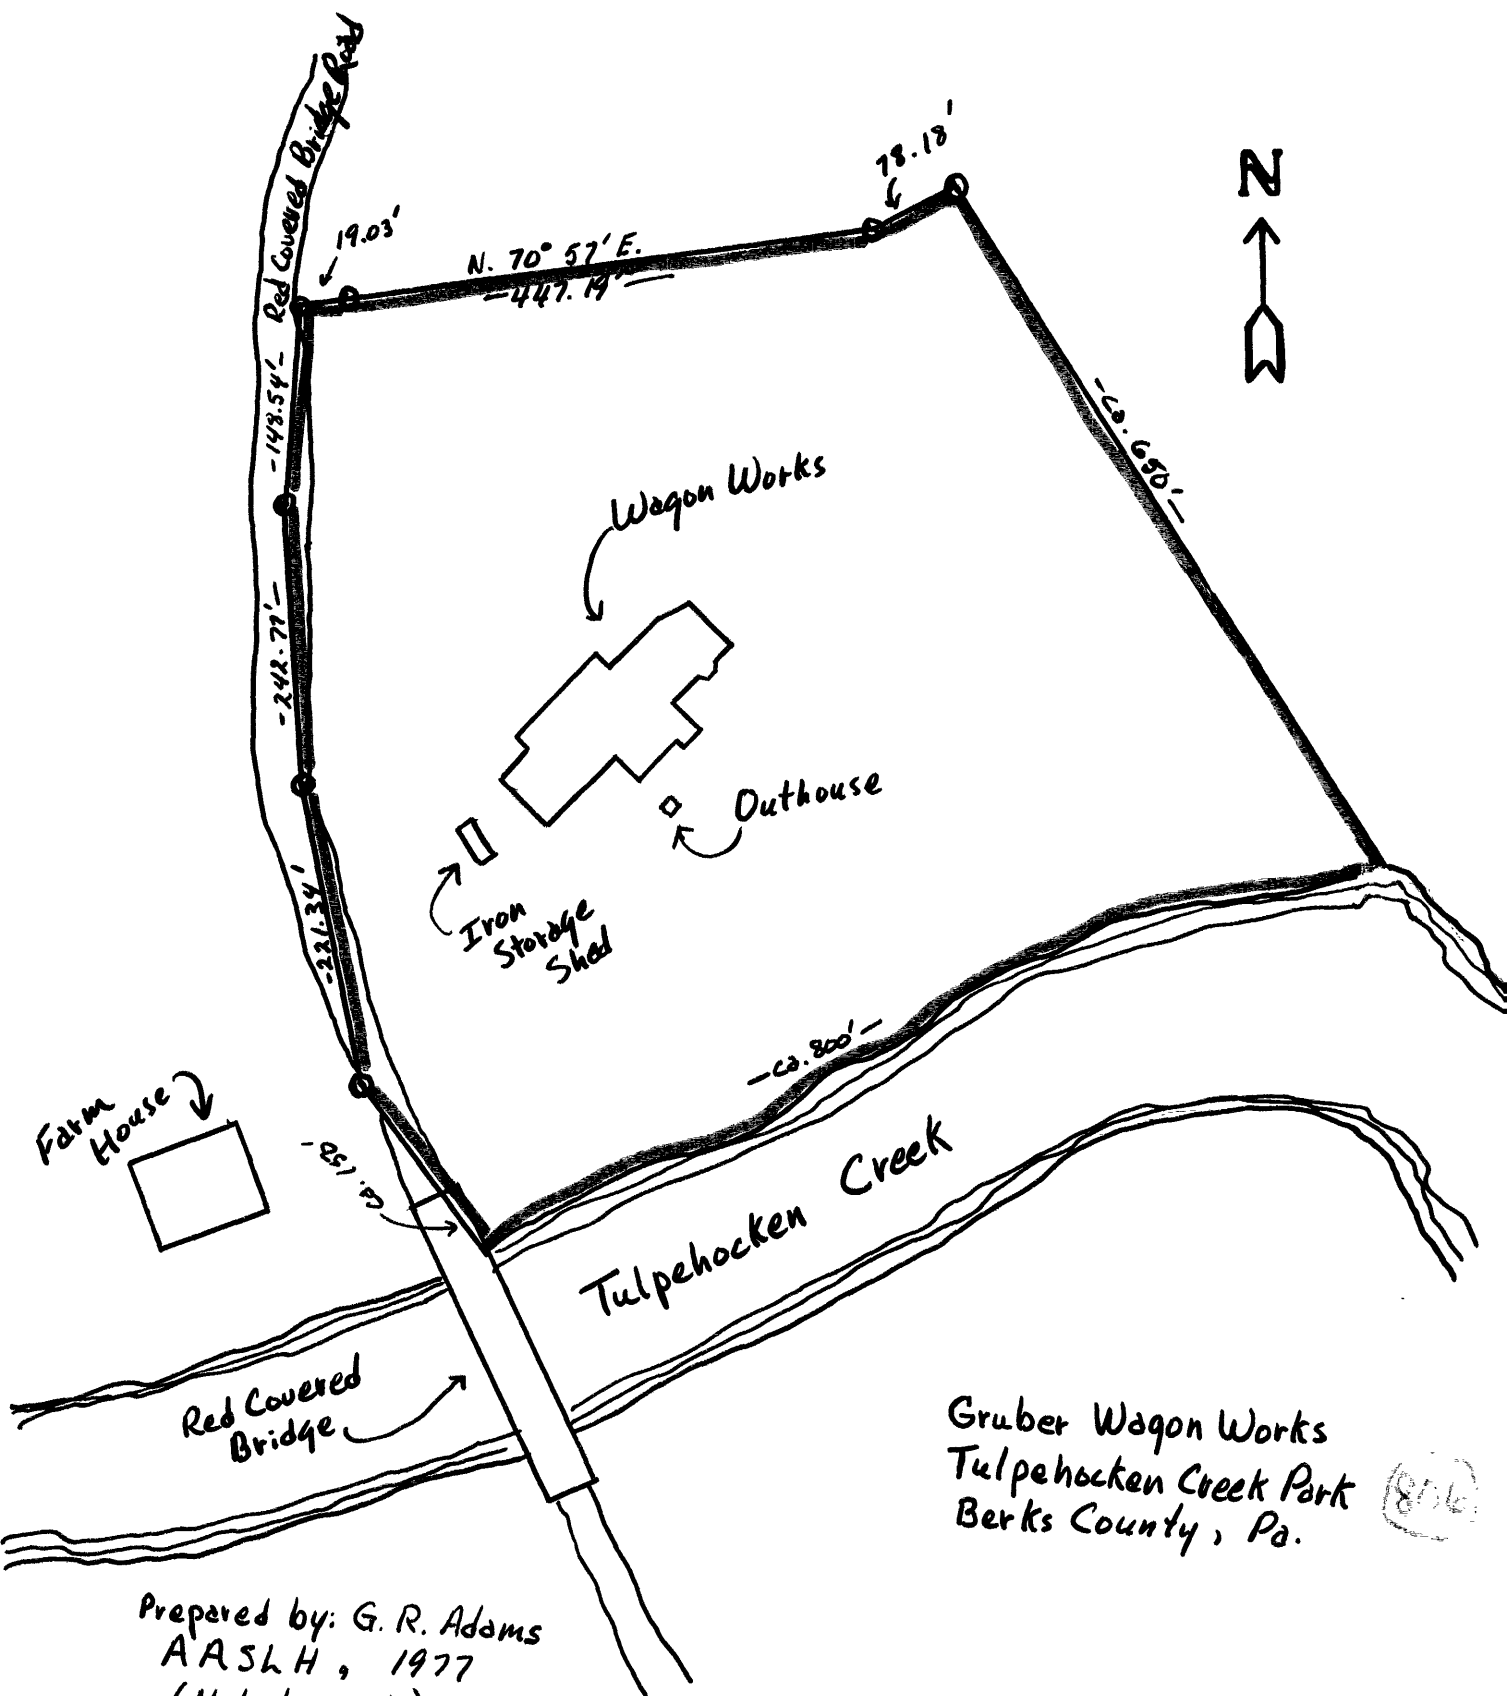 Red Covered Bridge Road
N
78.18'
19.03'
N. 70° 57' E.
-447.19'-
-148.54'-
-ca. 650'-
Wagon Works
-242.77'-
Outhouse
Iron
Storage
Shed
-221.34'
-ca. 800'-
Farm
House
ca. 150'-
Tulpehocken Creek
Red Covered
Bridge
Gruber Wagon Works
Tulpehocken Creek Park
Berks County, Pa.
Prepared by: G. R. Adams
AASLH, 1977